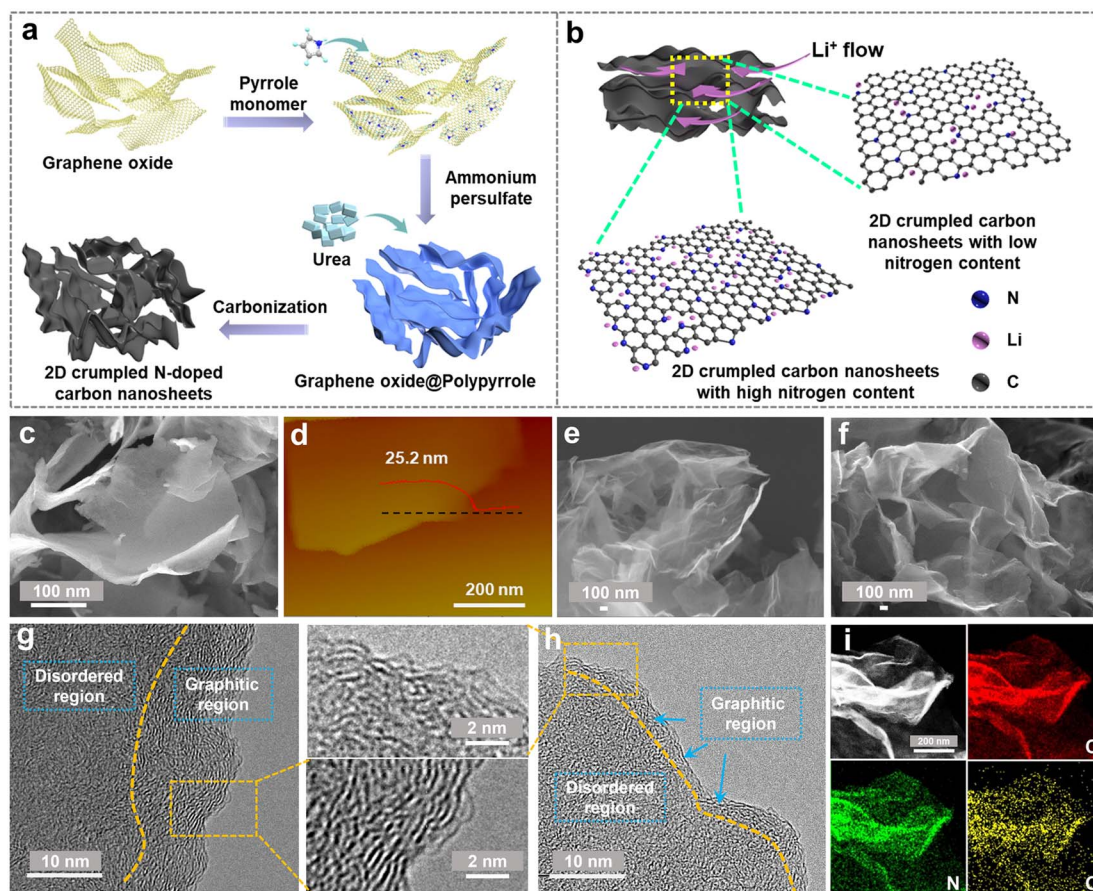 a
Pyrrole
monomer
Graphene oxide
Ammonium
persulfate
Urea
Carbonization
2D crumpled N-doped
carbon nanosheets
Graphene oxide@Polypyrrole
b
Li⁺ flow
2D crumpled carbon
nanosheets with low
nitrogen content
N
Li
C
2D crumpled carbon nanosheets
with high nitrogen content
c
100 nm
d
25.2 nm
200 nm
e
100 nm
f
100 nm
g
Disordered
region
Graphitic
region
10 nm
2 nm
2 nm
h
Graphitic
region
Disordered
region
10 nm
i
200 nm
N